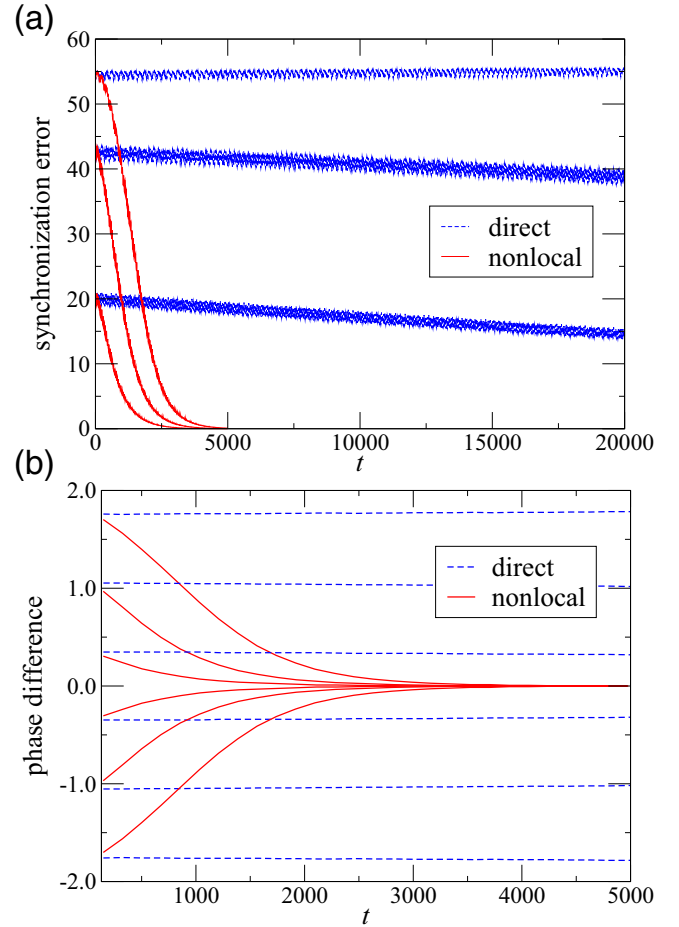 (a)
60
50
40
30
20
10
0
synchronization error
direct
nonlocal
0 5000 10000 15000 20000
t
(b)
2.0
1.0
0.0
-1.0
-2.0
phase difference
direct
nonlocal
1000 2000 3000 4000 5000
t